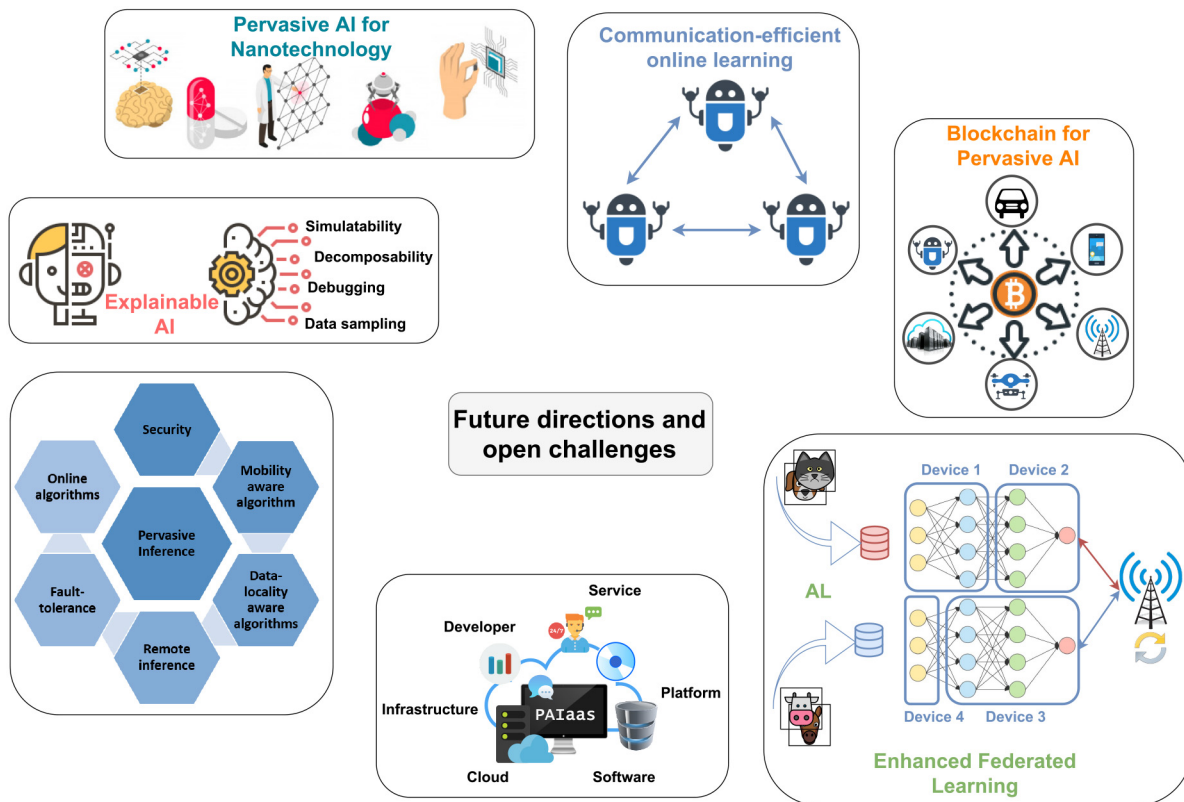 Pervasive AI for
Nanotechnology
Communication-efficient
online learning
Blockchain for
Pervasive AI
Explainable
AI
Simulatability
Decomposability
Debugging
Data sampling
Future directions and
open challenges
Security
Online
algorithms
Mobility
aware
algorithm
Pervasive
Inference
Fault-
tolerance
Data-
locality
aware
algorithms
Remote
inference
Service
24/7
Developer
Infrastructure
Platform
PAIaas
Cloud
Software
Device 1
Device 2
AL
Device 4
Device 3
Enhanced Federated
Learning